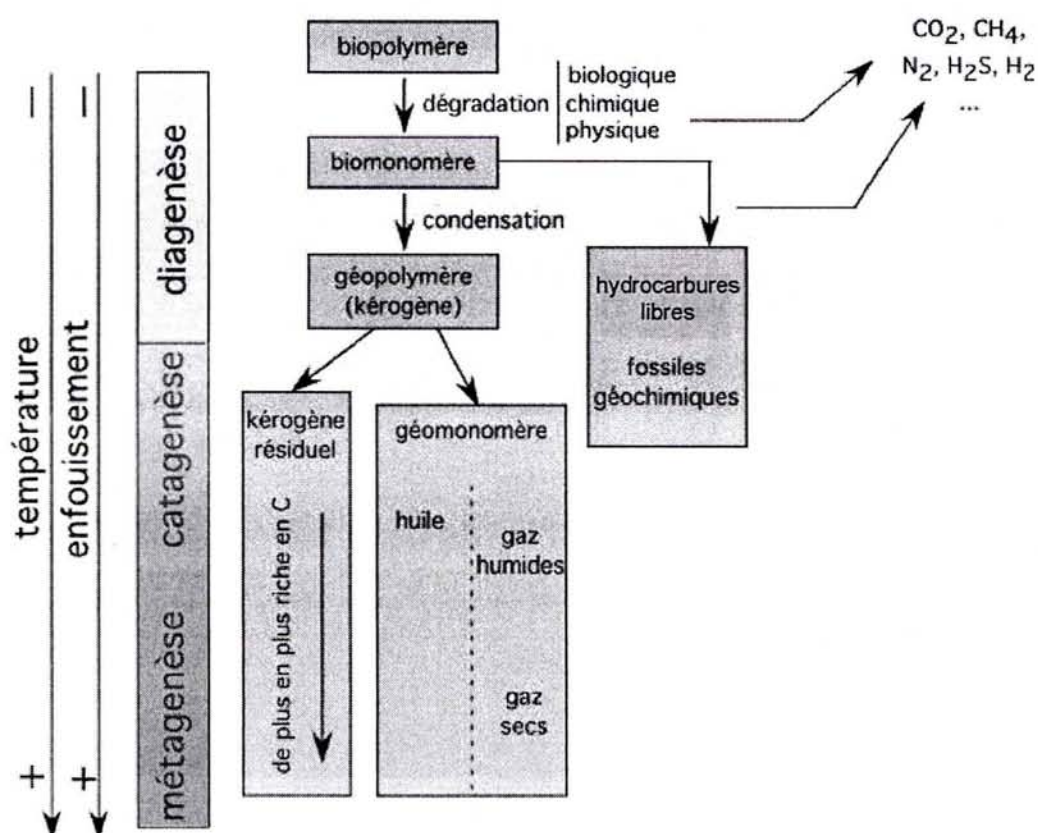 biopolymère
dégradation
biologique
chimique
physique
CO2, CH4,
N2, H2S, H2
...
biomonomère
condensation
géopolymère
(kérogène)
hydrocarbures
libres
fossiles
géochimiques
kérogène
résiduel
de plus en plus riche en C
géomonomère
huile
gaz
humides
gaz
secs
température
enfouissement
– –
+ +
diagenèse
catagenèse
métagenèse